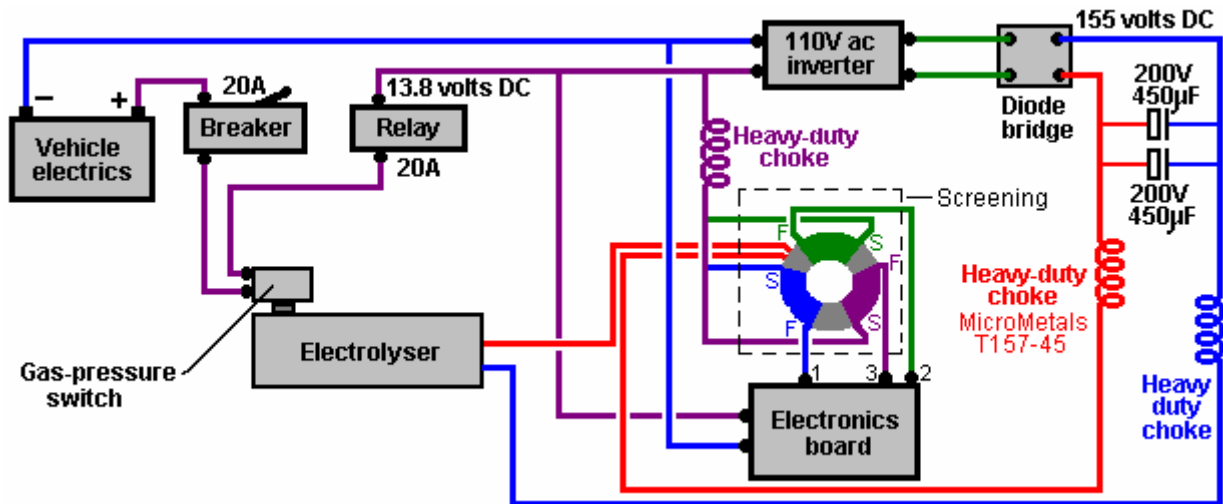 155 volts DC
110V ac
inverter
−
+
20A
13.8 volts DC
200V
450µF
Breaker
Relay
Diode
bridge
Vehicle
electrics
20A
Heavy-duty
choke
200V
450µF
Screening
F
S
F
S
F
S
Heavy-duty
choke
MicroMetals
T157-45
Electrolyser
Gas-pressure
switch
1
3
2
Heavy
duty
choke
Electronics
board